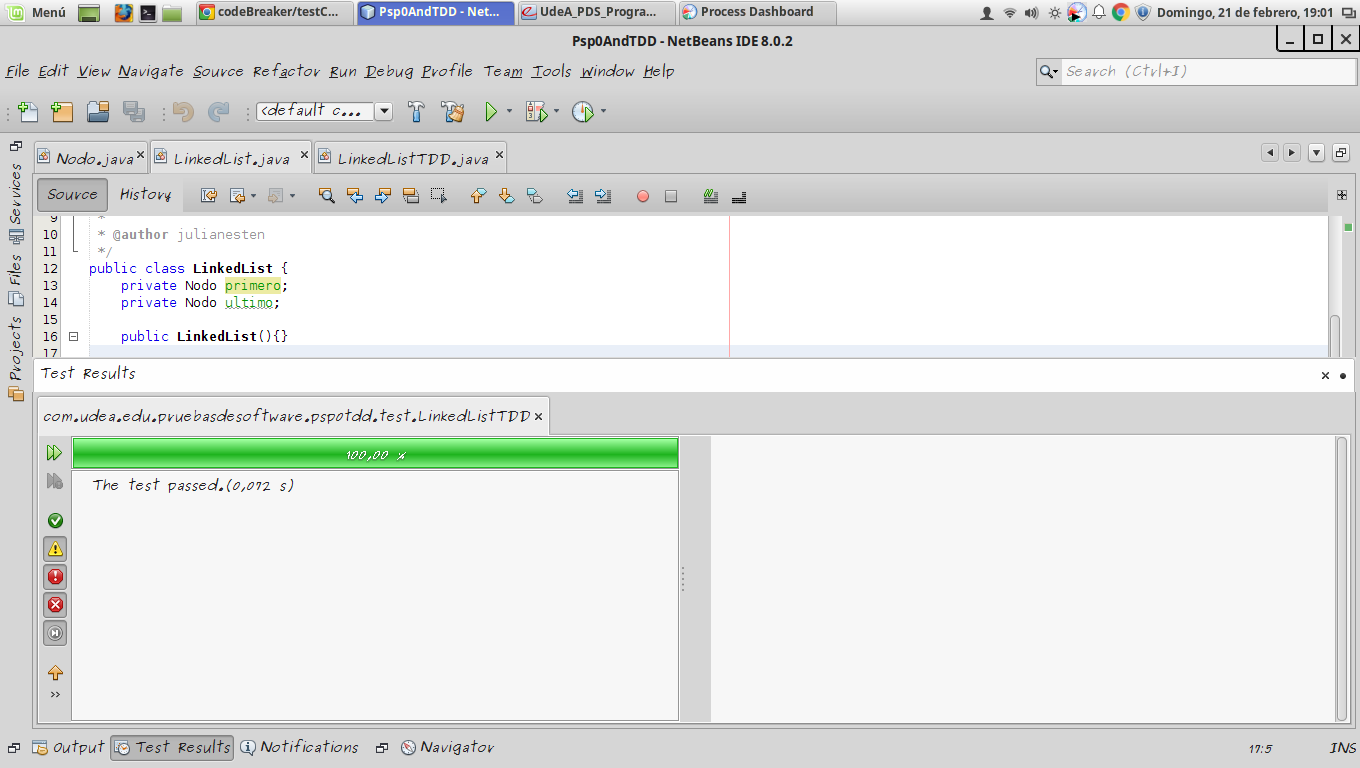 Menú codeBreaker/testC... Psp0AndTDD - Net... UdeA_PDS_Progra... Process Dashboard Domingo, 21 de febrero, 19:01
Psp0AndTDD - NetBeans IDE 8.0.2
File Edit View Navigate Source Refactor Run Debug Profile Team Tools Window Help Search (Ctrl+I)
<default c...
Nodo.java LinkedList.java LinkedListTDD.java
Source History
Services
Files
Projects
9 *
10 * @author julianesten
11 */
12 public class LinkedList {
13 private Nodo primero;
14 private Nodo ultimo;
15
16 public LinkedList(){}
17
Test Results
com.udea.edu.pruebasdesoftware.psp0tdd.test.LinkedListTDD
100,00 %
The test passed.(0,072 s)
Output Test Results Notifications Navigator 17:5 INS